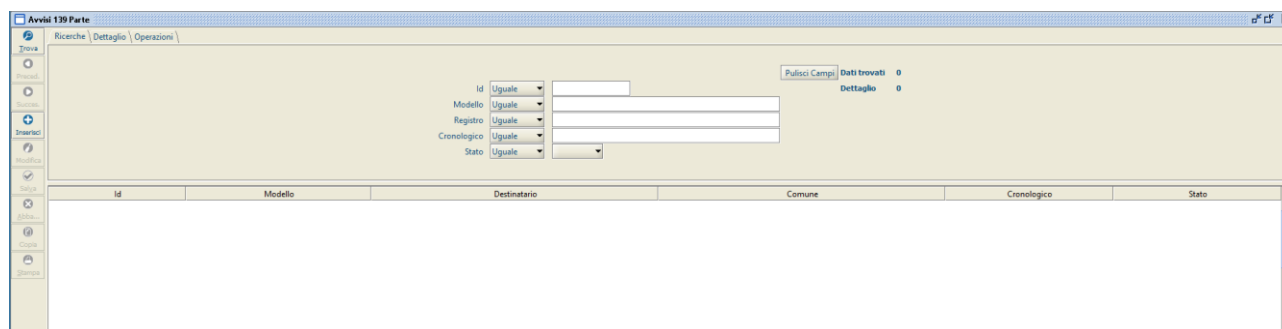 Avvisi 139 Parte
Trova
Preced.
Success.
Inserisci
Modifica
Salva
Abba...
Copia
Stampa
Ricerche \ Dettaglio \ Operazioni \
Pulisci Campi Dati trovati 0
Id Uguale Dettaglio 0
Modello Uguale
Registro Uguale
Cronologico Uguale
Stato Uguale
Id Modello Destinatario Comune Cronologico Stato